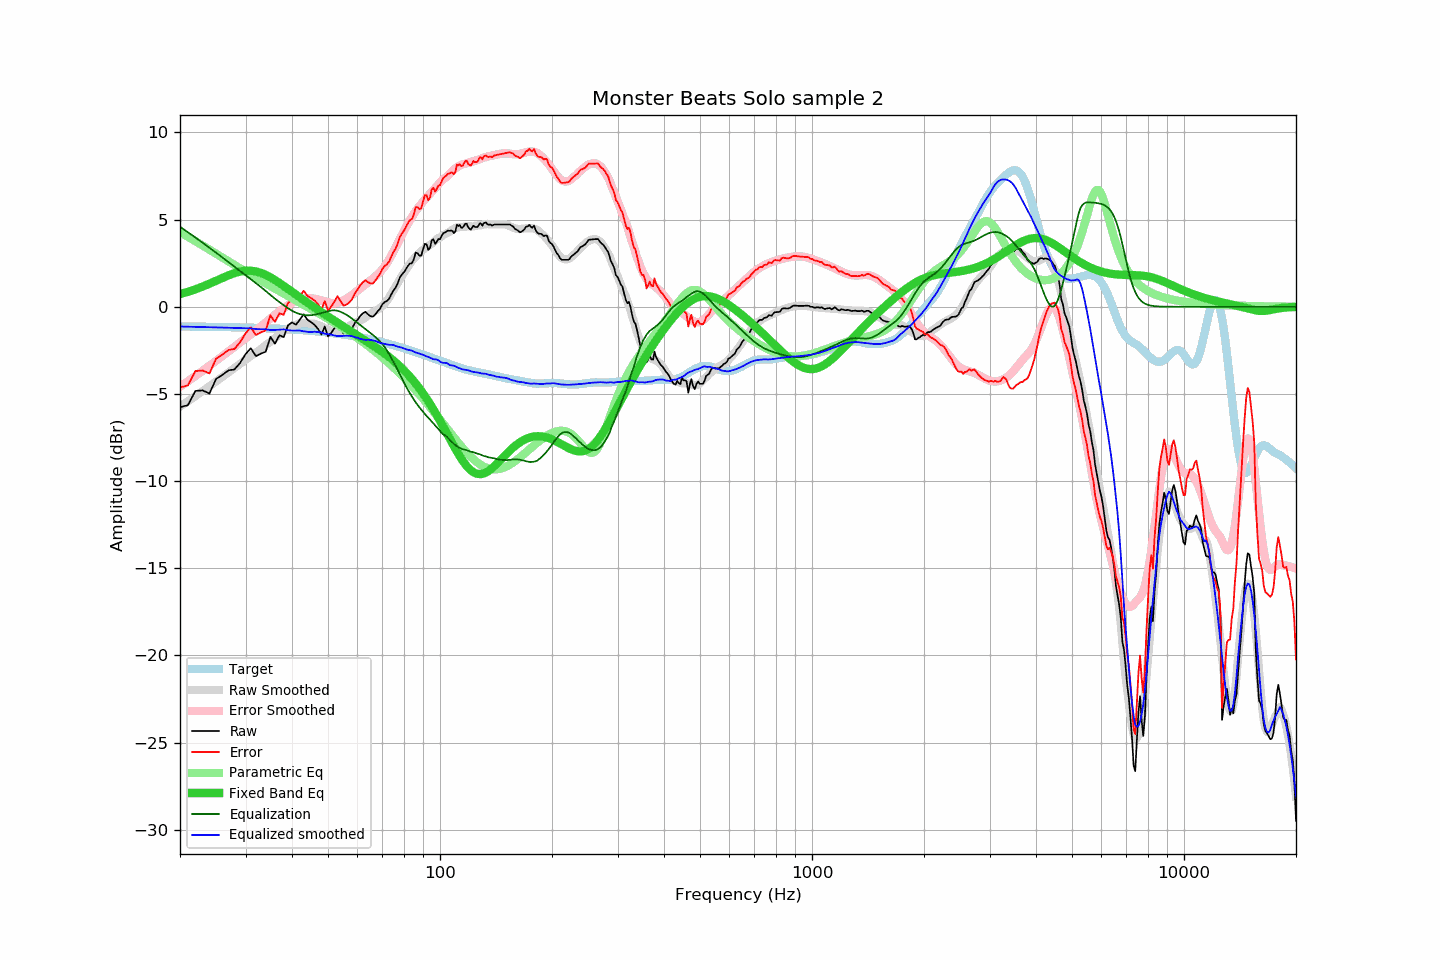 Monster Beats Solo sample 2
10
5
0
−5
−10
−15
−20
−25
−30
Amplitude (dBr)
Target
Raw Smoothed
Error Smoothed
Raw
Error
Parametric Eq
Fixed Band Eq
Equalization
Equalized smoothed
100
1000
10000
Frequency (Hz)